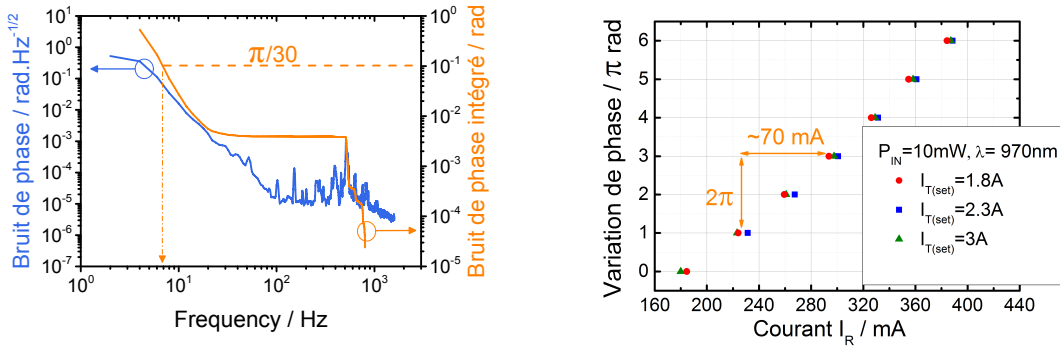 Bruit de phase / rad.Hz^-1/2
10^1
10^0
10^-1
10^-2
10^-3
10^-4
10^-5
10^-6
10^-7
10^0 10^1 10^2 10^3
Frequency / Hz
π/30
10^0
10^-1
10^-2
10^-3
10^-4
10^-5
Bruit de phase intégré / rad
Variation de phase / π rad
6
5
4
3
2
1
0
160 200 240 280 320 360 400 440
Courant I_R / mA
~70 mA
2π
P_IN=10mW, λ= 970nm
I_T(set)=1.8A
I_T(set)=2.3A
I_T(set)=3A